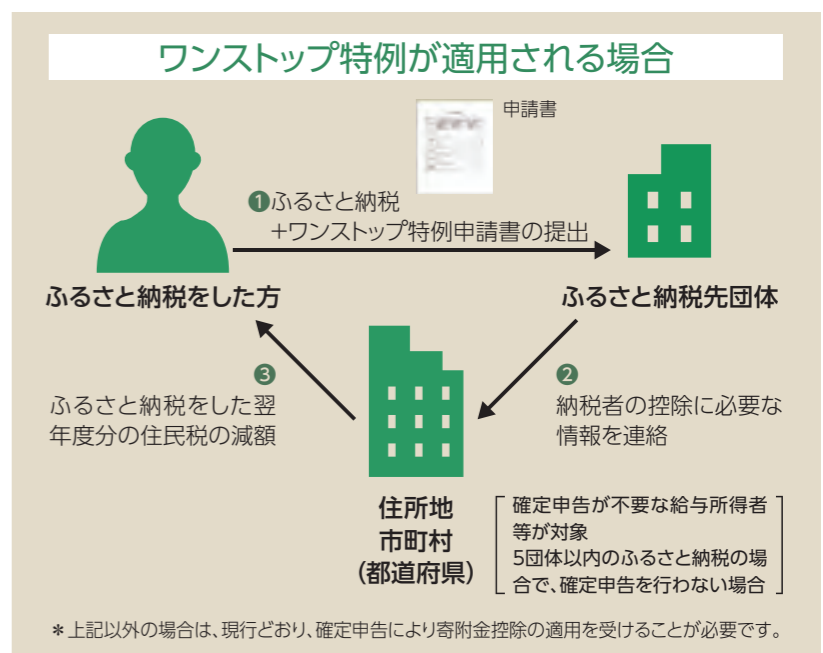 ワンストップ特例が適用される場合
申請書
❶ふるさと納税
＋ワンストップ特例申請書の提出
ふるさと納税をした方
ふるさと納税先団体
❸
ふるさと納税をした翌
年度分の住民税の減額
❷
納税者の控除に必要な
情報を連絡
住所地
市町村
（都道府県）
確定申告が不要な給与所得者
等が対象
5団体以内のふるさと納税の場
合で、確定申告を行わない場合
＊上記以外の場合は、現行どおり、確定申告により寄附金控除の適用を受けることが必要です。